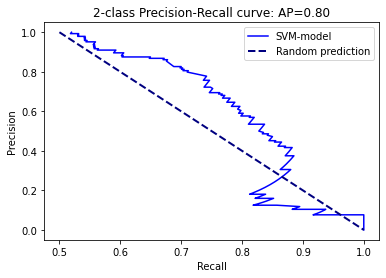 2-class Precision-Recall curve: AP=0.80
SVM-model
Random prediction
Precision
1.0
0.8
0.6
0.4
0.2
0.0
0.5 0.6 0.7 0.8 0.9 1.0
Recall